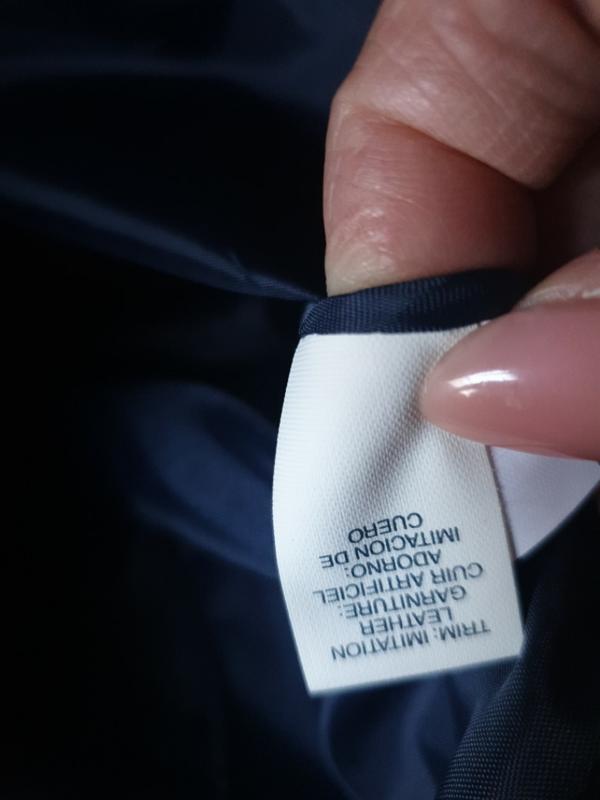 TRIM: IMITATION
LEATHER
GARNITURE:
CUIR ARTIFICIEL
ADORNO:
IMITACION DE
CUERO